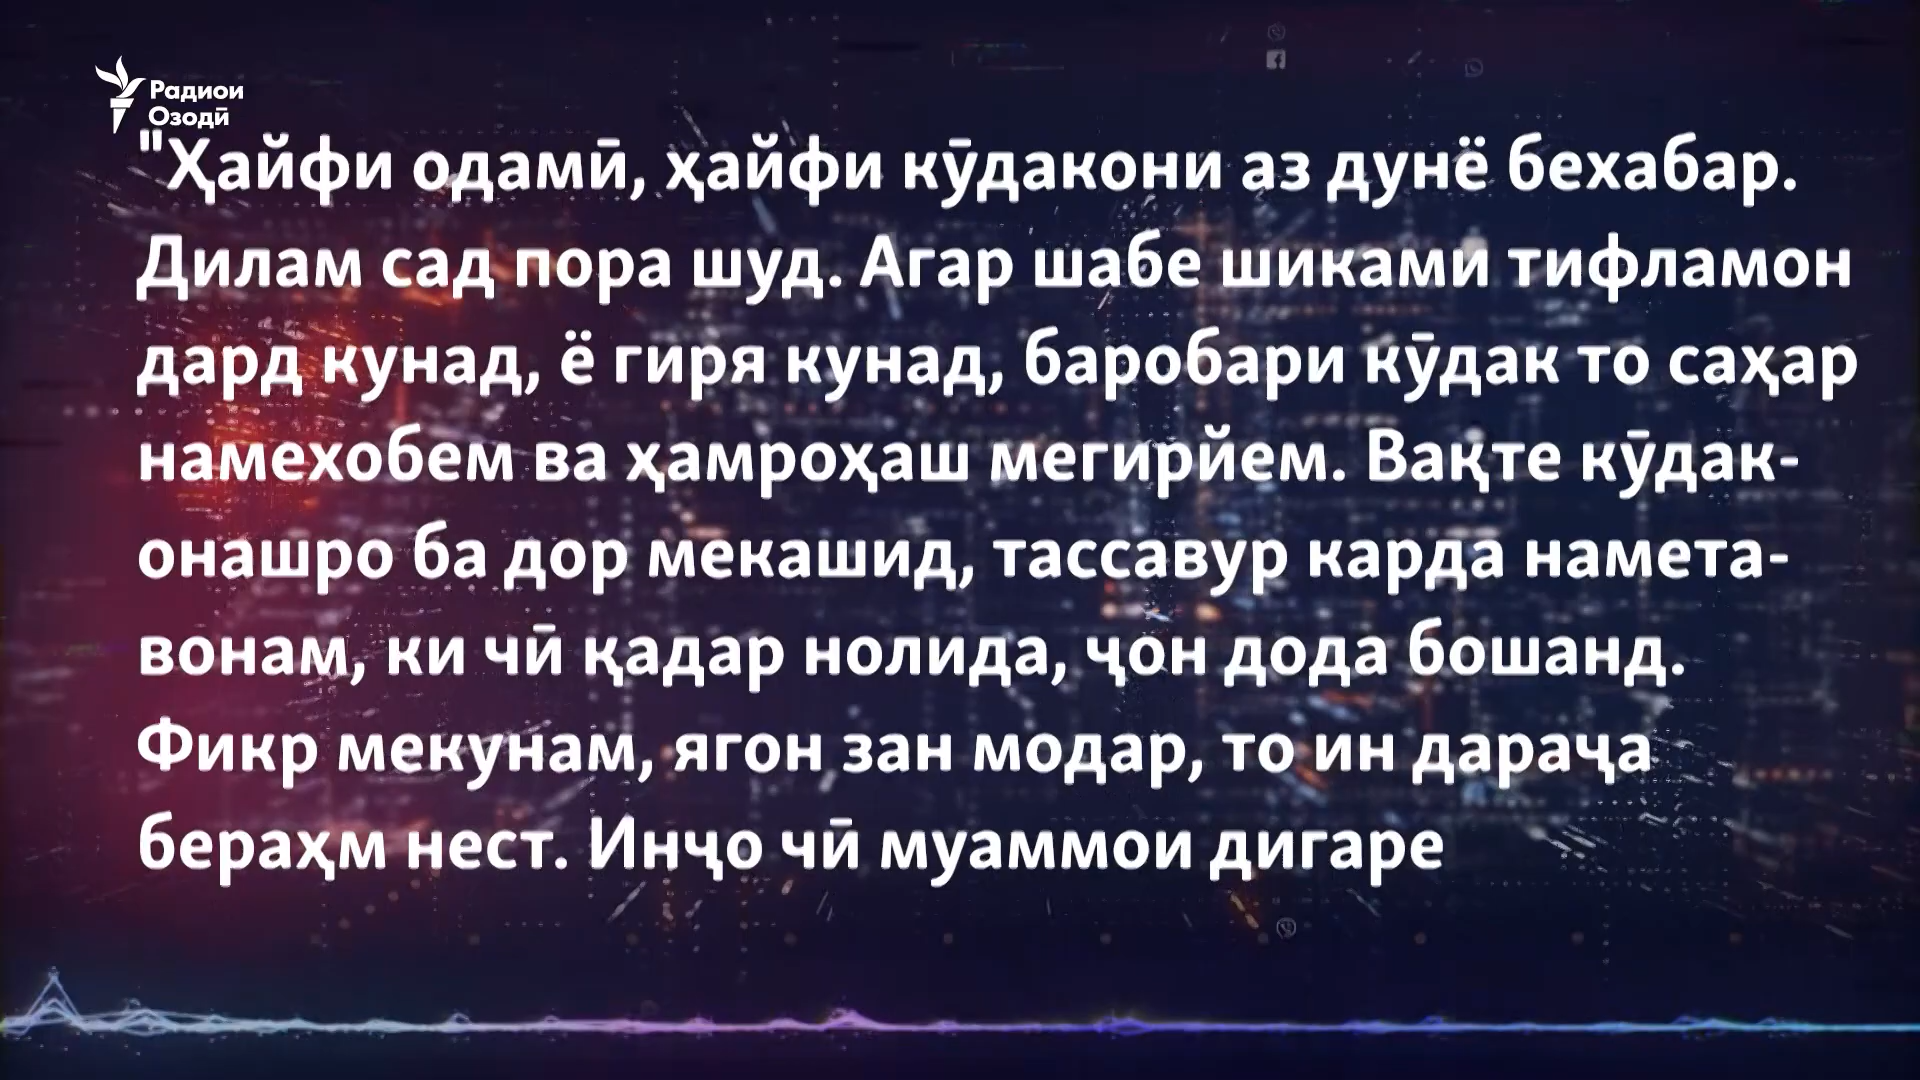 Радиои
Озодӣ
"Ҳайфи одамӣ, ҳайфи кӯдакони аз дунё бехабар.
Дилам сад пора шуд. Агар шабе шиками тифламон
дард кунад, ё гиря кунад, баробари кӯдак то саҳар
намехобем ва ҳамроҳаш мегирйем. Вақте кӯдак-
онашро ба дор мекашид, тассавур карда намета-
вонам, ки чӣ қадар нолида, ҷон дода бошанд.
Фикр мекунам, ягон зан модар, то ин дараҷа
бераҳм нест. Инҷо чӣ муаммои дигаре